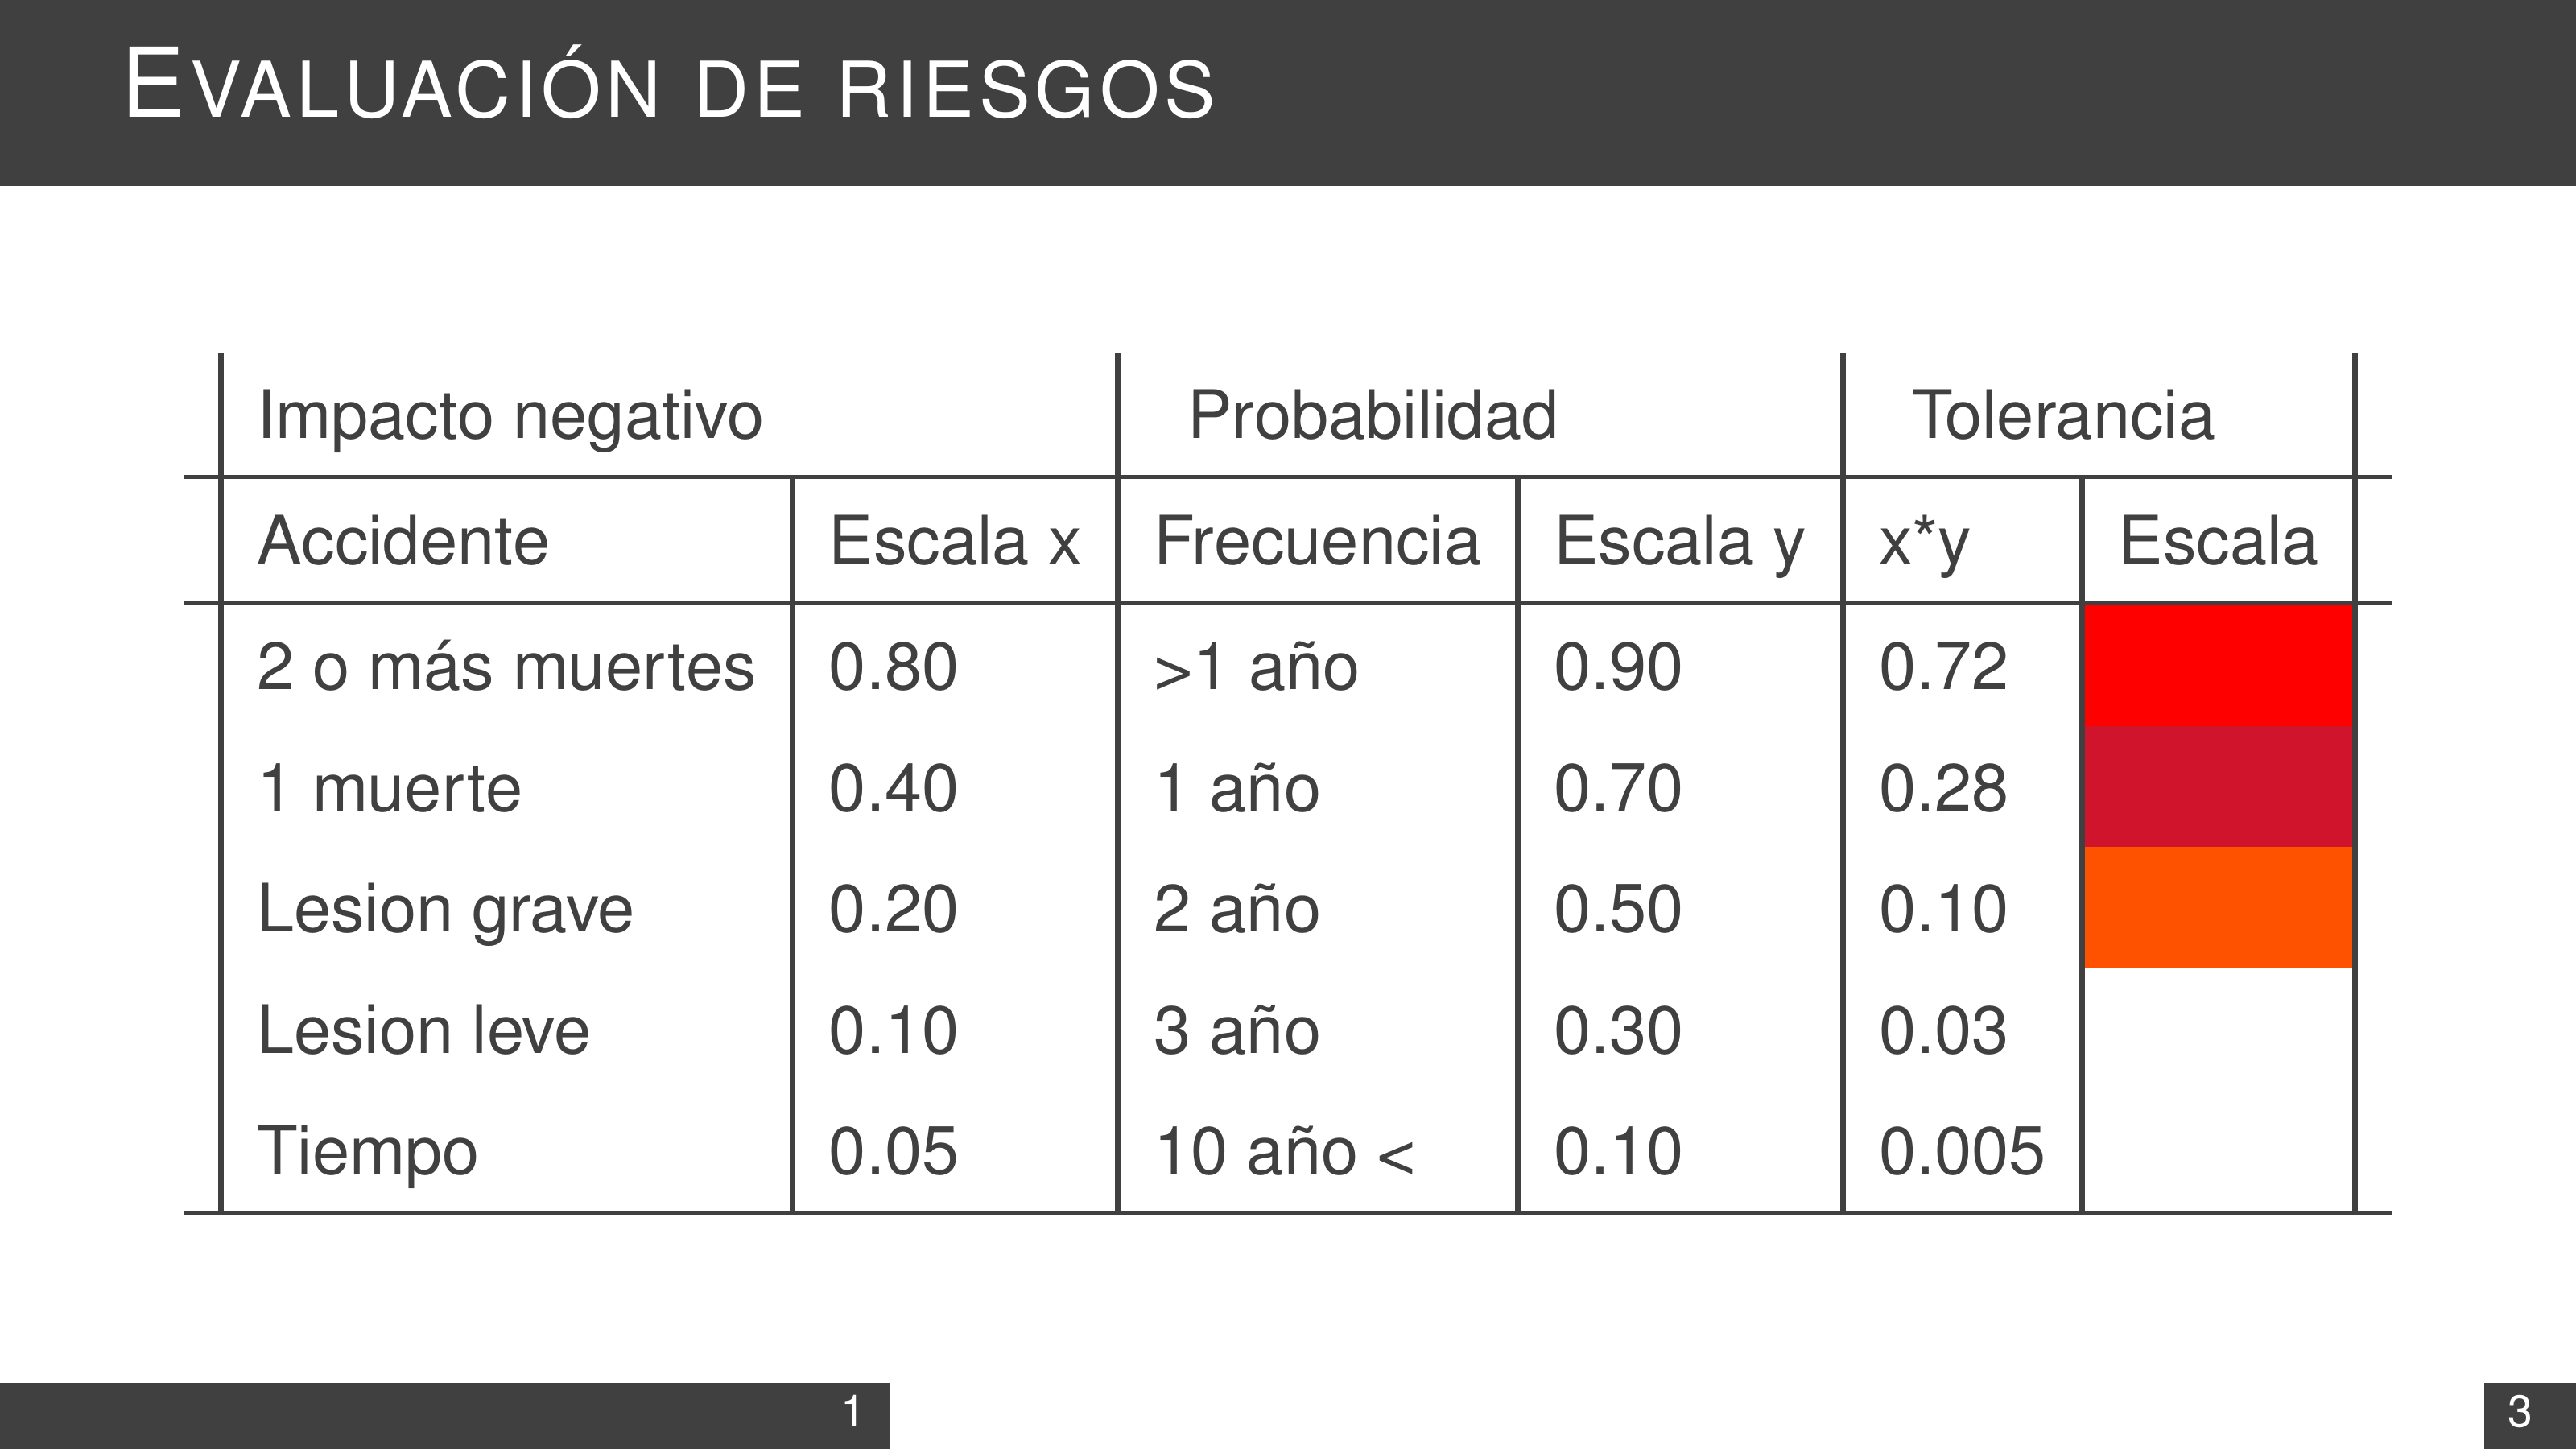 EVALUACIÓN DE RIESGOS
Impacto negativo Probabilidad Tolerancia
Accidente Escala x Frecuencia Escala y x*y Escala
2 o más muertes 0.80 >1 año 0.90 0.72
1 muerte 0.40 1 año 0.70 0.28
Lesion grave 0.20 2 año 0.50 0.10
Lesion leve 0.10 3 año 0.30 0.03
Tiempo 0.05 10 año < 0.10 0.005
1 3